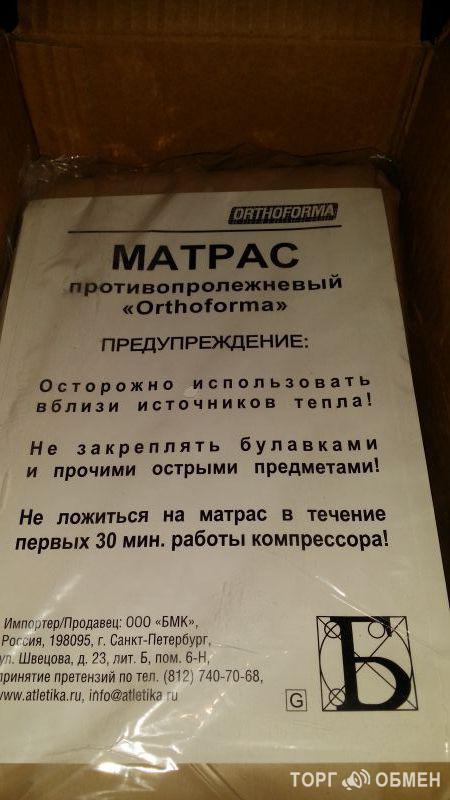 ORTHOFORMA
МАТРАС
противопролежневый
«Orthoforma»
ПРЕДУПРЕЖДЕНИЕ:
Осторожно использовать
вблизи источников тепла!
Не закреплять булавками
и прочими острыми предметами!
Не ложиться на матрас в течение
первых 30 мин. работы компрессора!
Импортер/Продавец: ООО «БМК»,
Россия, 198095, г. Санкт-Петербург,
ул. Швецова, д. 23, лит. Б, пом. 6-Н,
принятие претензий по тел. (812) 740-70-68,
www.atletika.ru, info@atletika.ru
G
Б
ТОРГ ОБМЕН